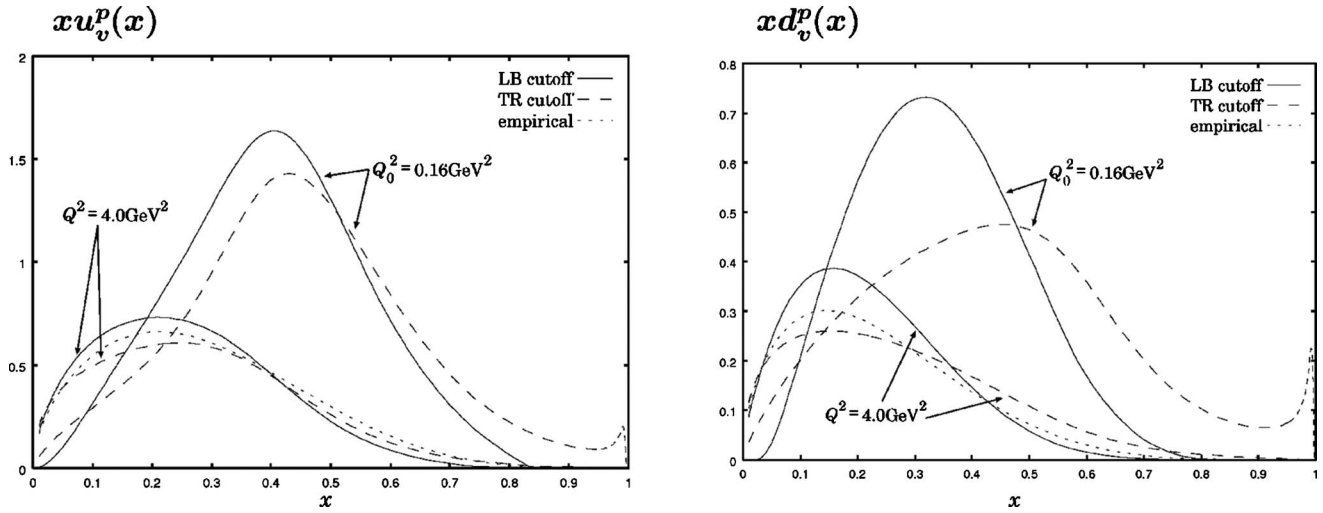 xu_v^p(x)
2
1.5
1
0.5
0
0 0.1 0.2 0.3 0.4 0.5 0.6 0.7 0.8 0.9 1
x
LB cutoff
TR cutoff
empirical
Q_0^2 = 0.16GeV^2
Q^2 = 4.0GeV^2
xd_v^p(x)
0.8
0.7
0.6
0.5
0.4
0.3
0.2
0.1
0
0 0.1 0.2 0.3 0.4 0.5 0.6 0.7 0.8 0.9 1
x
LB cutoff
TR cutoff
empirical
Q_0^2 = 0.16GeV^2
Q^2 = 4.0GeV^2